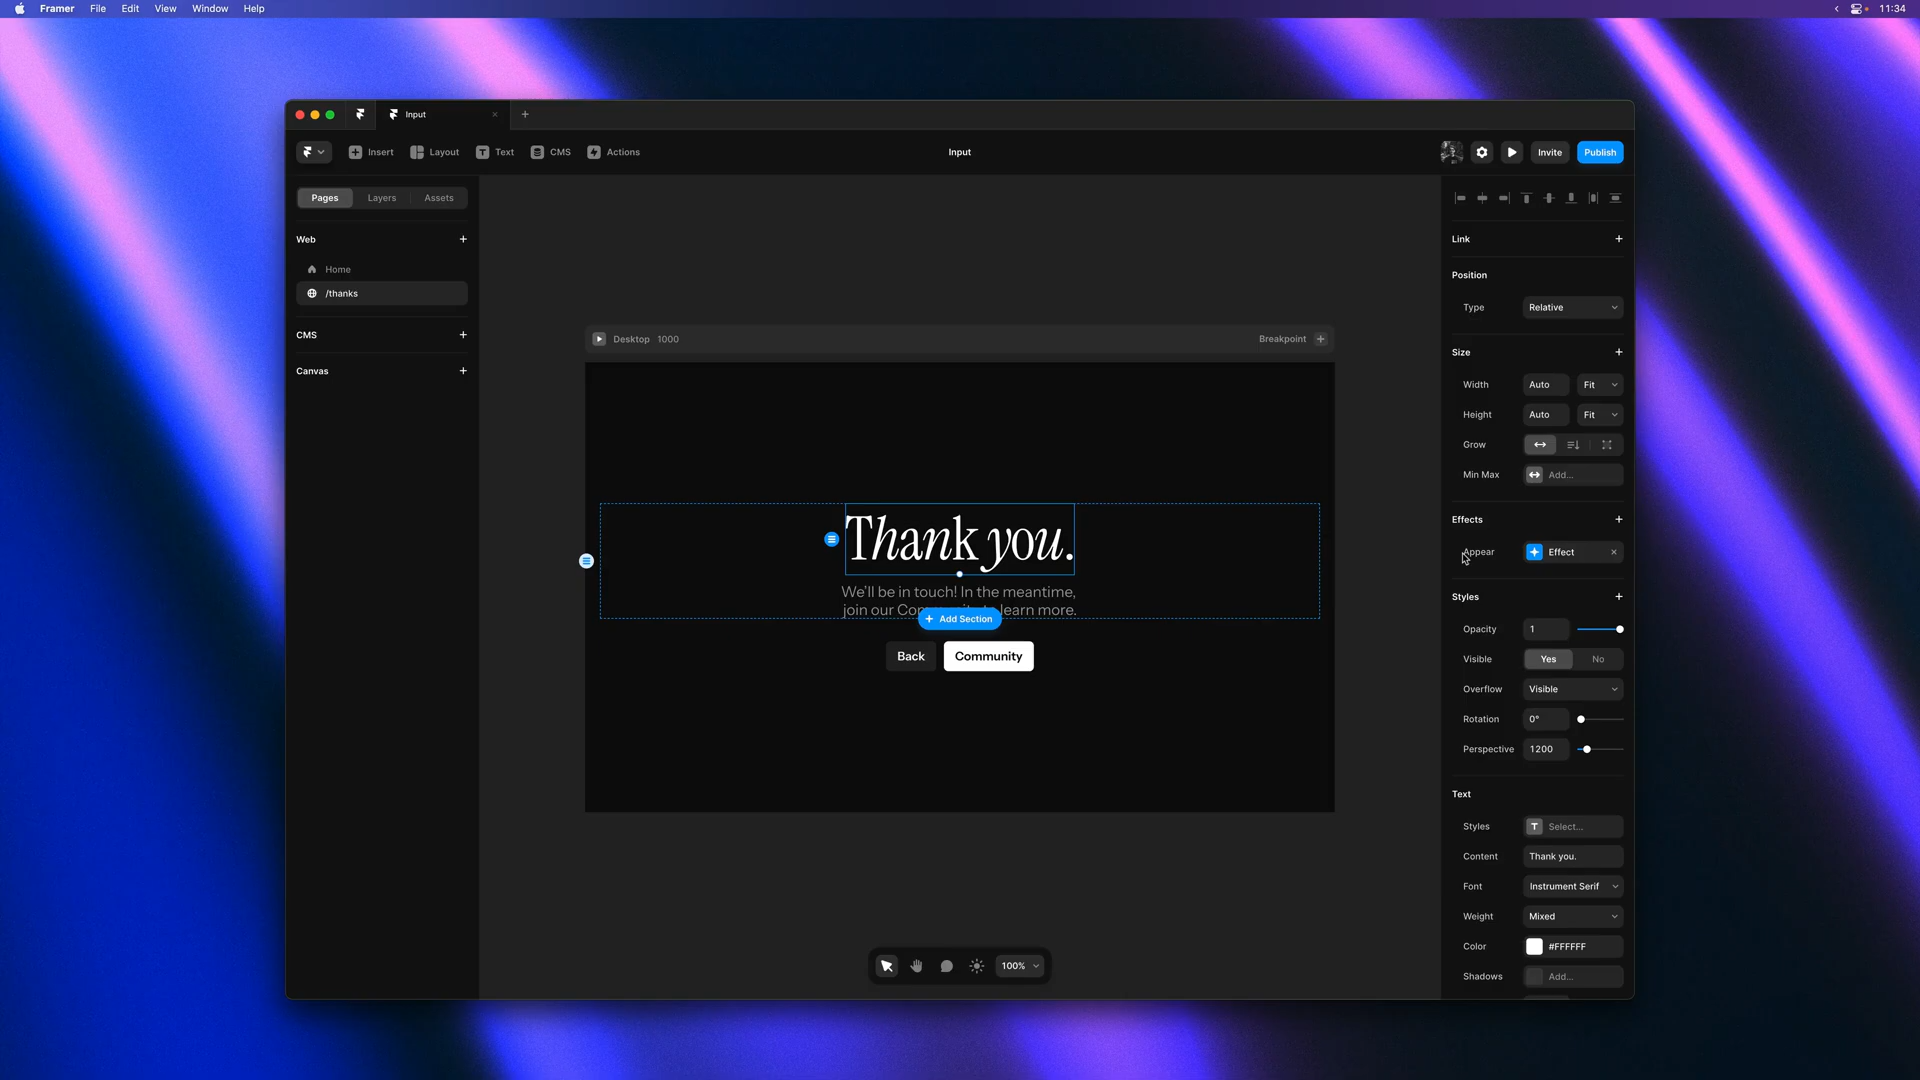 Framer File Edit View Window Help 11:34
Input
Insert Layout Text CMS Actions Input Invite Publish
Pages Layers Assets
Web
Home
/thanks
CMS
Canvas
Desktop 1000 Breakpoint
Thank you.
We'll be in touch! In the meantime,
join our Community to learn more.
Add Section
Back Community
100%
Link
Position
Type Relative
Size
Width Auto Fit
Height Auto Fit
Grow
Min Max Add...
Effects
Appear Effect
Styles
Opacity 1
Visible Yes No
Overflow Visible
Rotation 0°
Perspective 1200
Text
Styles Select...
Content Thank you.
Font Instrument Serif
Weight Mixed
Color #FFFFFF
Shadows Add...